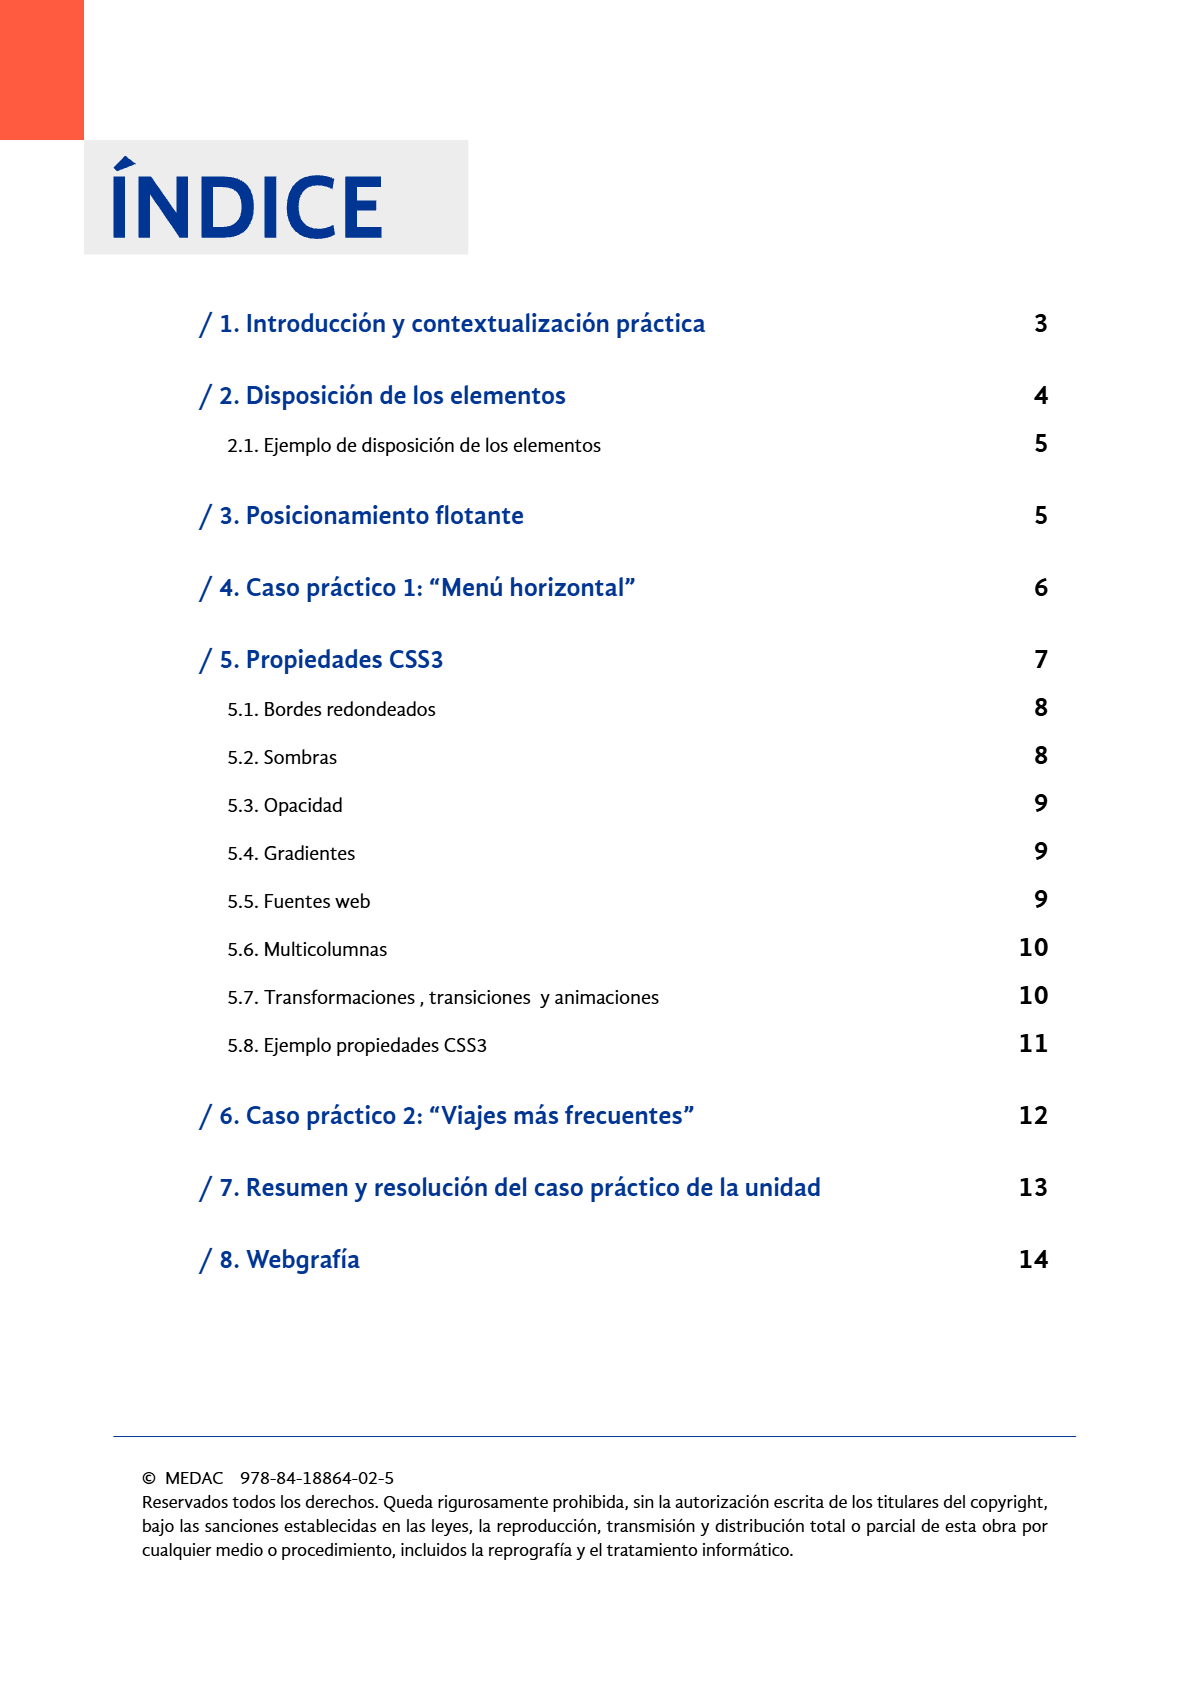 ÍNDICE
/ 1. Introducción y contextualización práctica 3
/ 2. Disposición de los elementos 4
2.1. Ejemplo de disposición de los elementos 5
/ 3. Posicionamiento flotante 5
/ 4. Caso práctico 1: “Menú horizontal” 6
/ 5. Propiedades CSS3 7
5.1. Bordes redondeados 8
5.2. Sombras 8
5.3. Opacidad 9
5.4. Gradientes 9
5.5. Fuentes web 9
5.6. Multicolumnas 10
5.7. Transformaciones , transiciones  y animaciones 10
5.8. Ejemplo propiedades CSS3 11
/ 6. Caso práctico 2: “Viajes más frecuentes” 12
/ 7. Resumen y resolución del caso práctico de la unidad 13
/ 8. Webgrafía 14
© MEDAC 978-84-18864-02-5
Reservados todos los derechos. Queda rigurosamente prohibida, sin la autorización escrita de los titulares del copyright,
bajo las sanciones establecidas en las leyes, la reproducción, transmisión y distribución total o parcial de esta obra por
cualquier medio o procedimiento, incluidos la reprografía y el tratamiento informático.